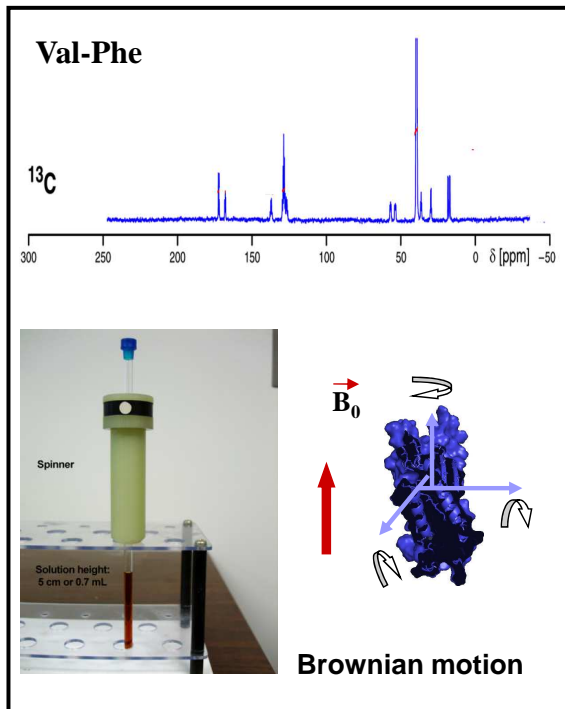 Val-Phe
13C
300 250 200 150 100 50 0 δ [ppm] −50
Spinner
Solution height:
5 cm or 0.7 mL
B0
Brownian motion